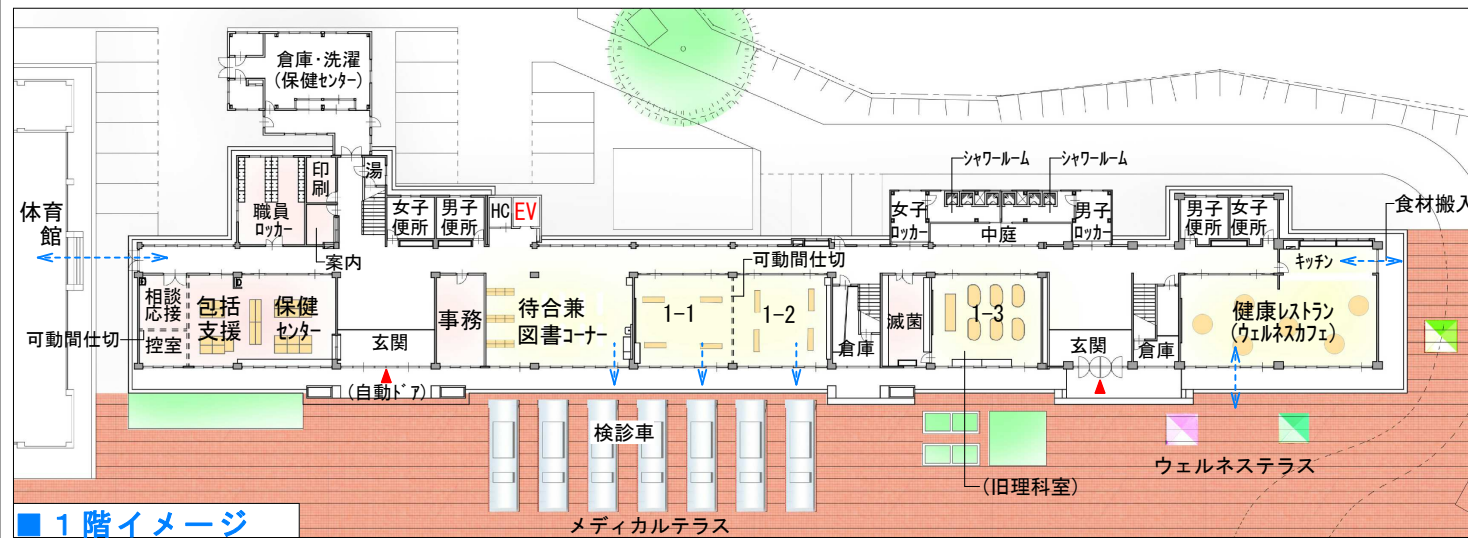 倉庫・洗濯
(保健センター)
シャワールーム
シャワールーム
印
刷
湯
職員
ロッカー
女子
便所
男子
便所
HC
EV
女子
ロッカー
中庭
男子
ロッカー
男子
便所
女子
便所
食材搬入
体育
館
案内
可動間仕切
キッチン
相談
応接
包括
支援
保健
センター
可動間仕切
控室
玄関
(自動ドア)
事務
待合兼
図書コーナー
1-1
1-2
倉庫
滅菌
1-3
玄関
倉庫
健康レストラン
(ウェルネスカフェ)
検診車
ウェルネステラス
(旧理科室)
メディカルテラス
■１階イメージ